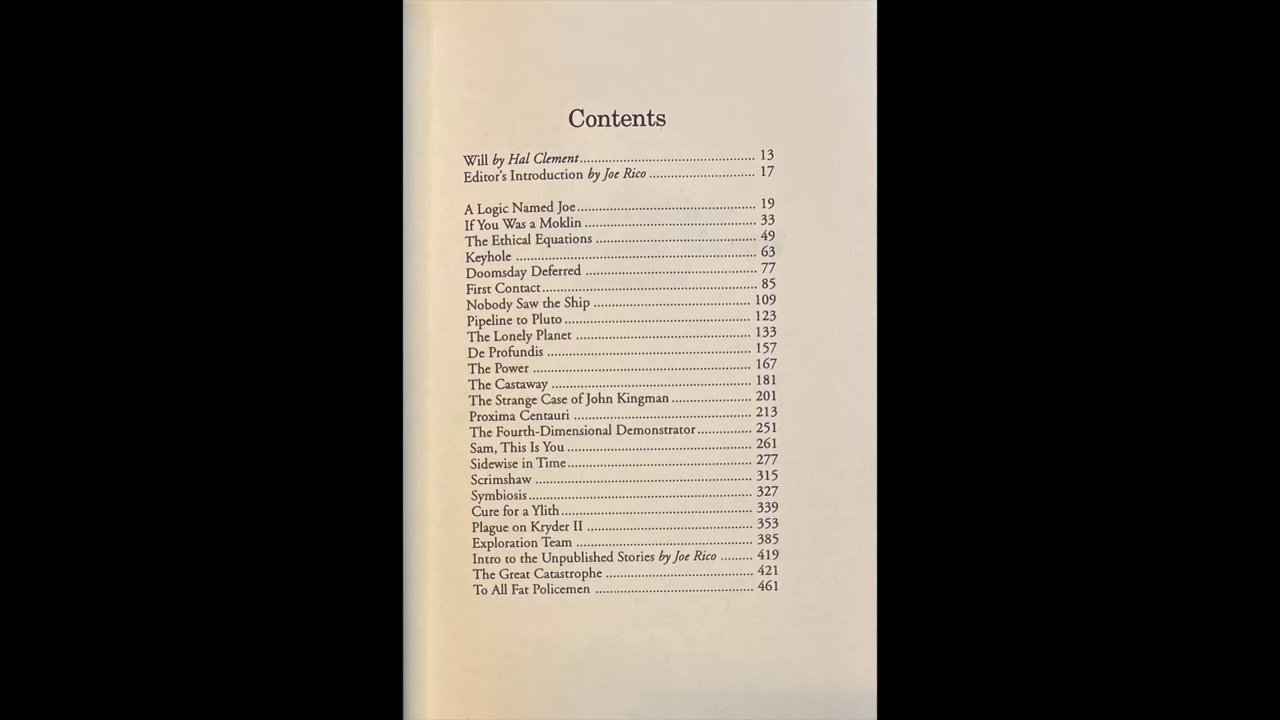 Contents
Will by Hal Clement.......................................................... 13
Editor's Introduction by Joe Rico ................................... 17
A Logic Named Joe.......................................................... 19
If You Was a Moklin ........................................................ 33
The Ethical Equations ..................................................... 49
Keyhole ............................................................................. 63
Doomsday Deferred ........................................................ 77
First Contact..................................................................... 85
Nobody Saw the Ship .................................................... 109
Pipeline to Pluto ............................................................. 123
The Lonely Planet .......................................................... 133
De Profundis ................................................................... 157
The Power ....................................................................... 167
The Castaway .................................................................. 181
The Strange Case of John Kingman .......................... 201
Proxima Centauri ........................................................... 213
The Fourth-Dimensional Demonstrator.................. 251
Sam, This Is You ............................................................. 261
Sidewise in Time............................................................. 277
Scrimshaw ....................................................................... 315
Symbiosis......................................................................... 327
Cure for a Ylith................................................................ 339
Plague on Kryder II ........................................................ 353
Exploration Team ........................................................... 385
Intro to the Unpublished Stories by Joe Rico ......... 419
The Great Catastrophe .................................................. 421
To All Fat Policemen ..................................................... 461